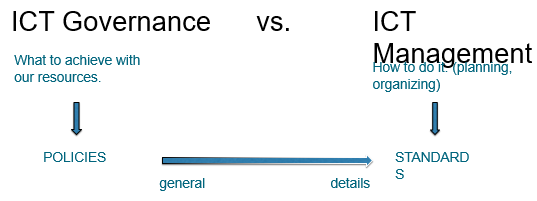 ICT Governance vs. ICT
Management
What to achieve with
our resources.
How to do it. (planning,
organizing)
POLICIES
STANDARD
S
general
details